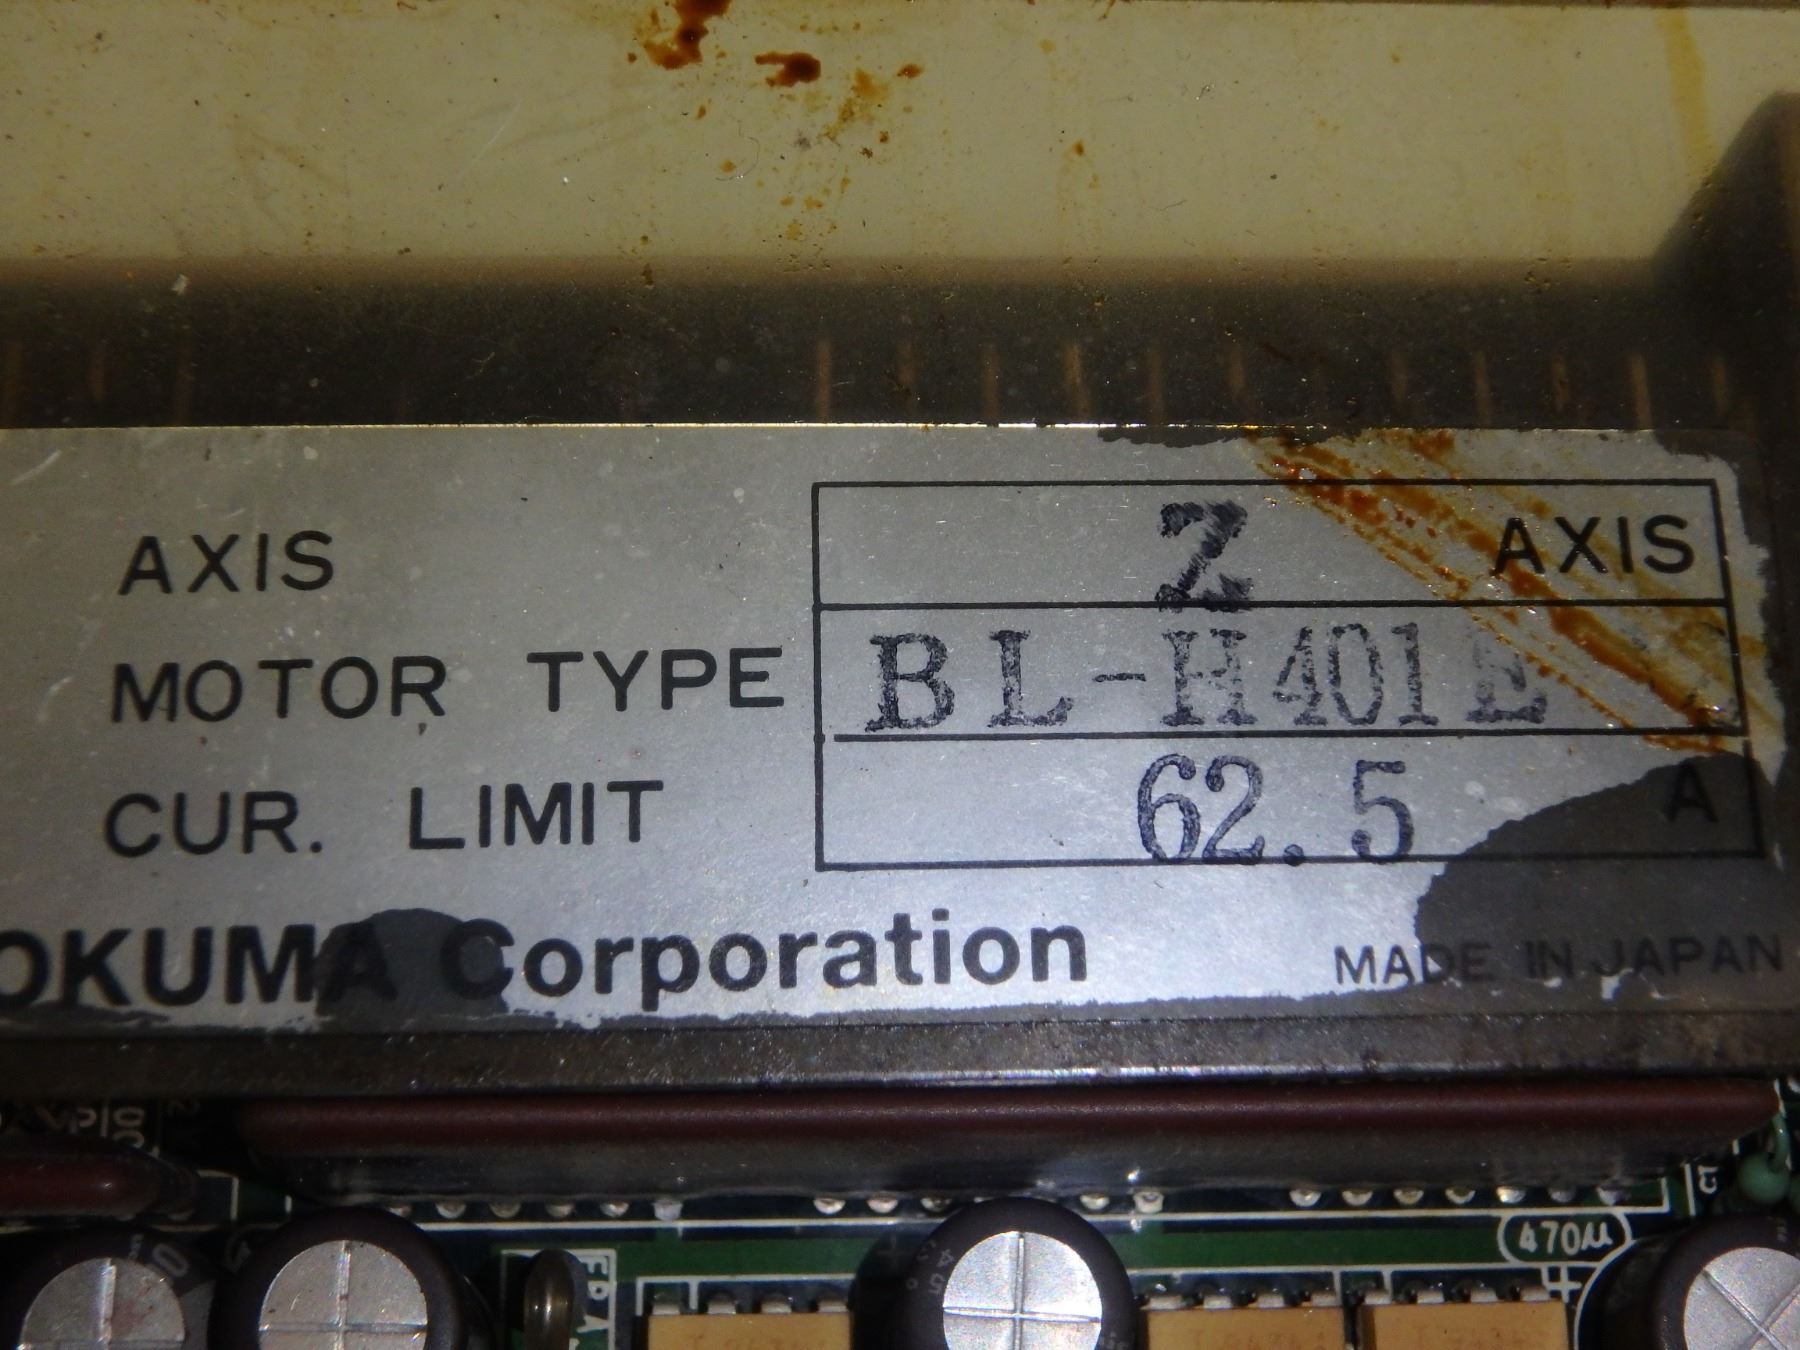 AXIS Z AXIS
MOTOR TYPE BL-H401E
CUR. LIMIT 62.5 A
OKUMA Corporation MADE IN JAPAN
470μ